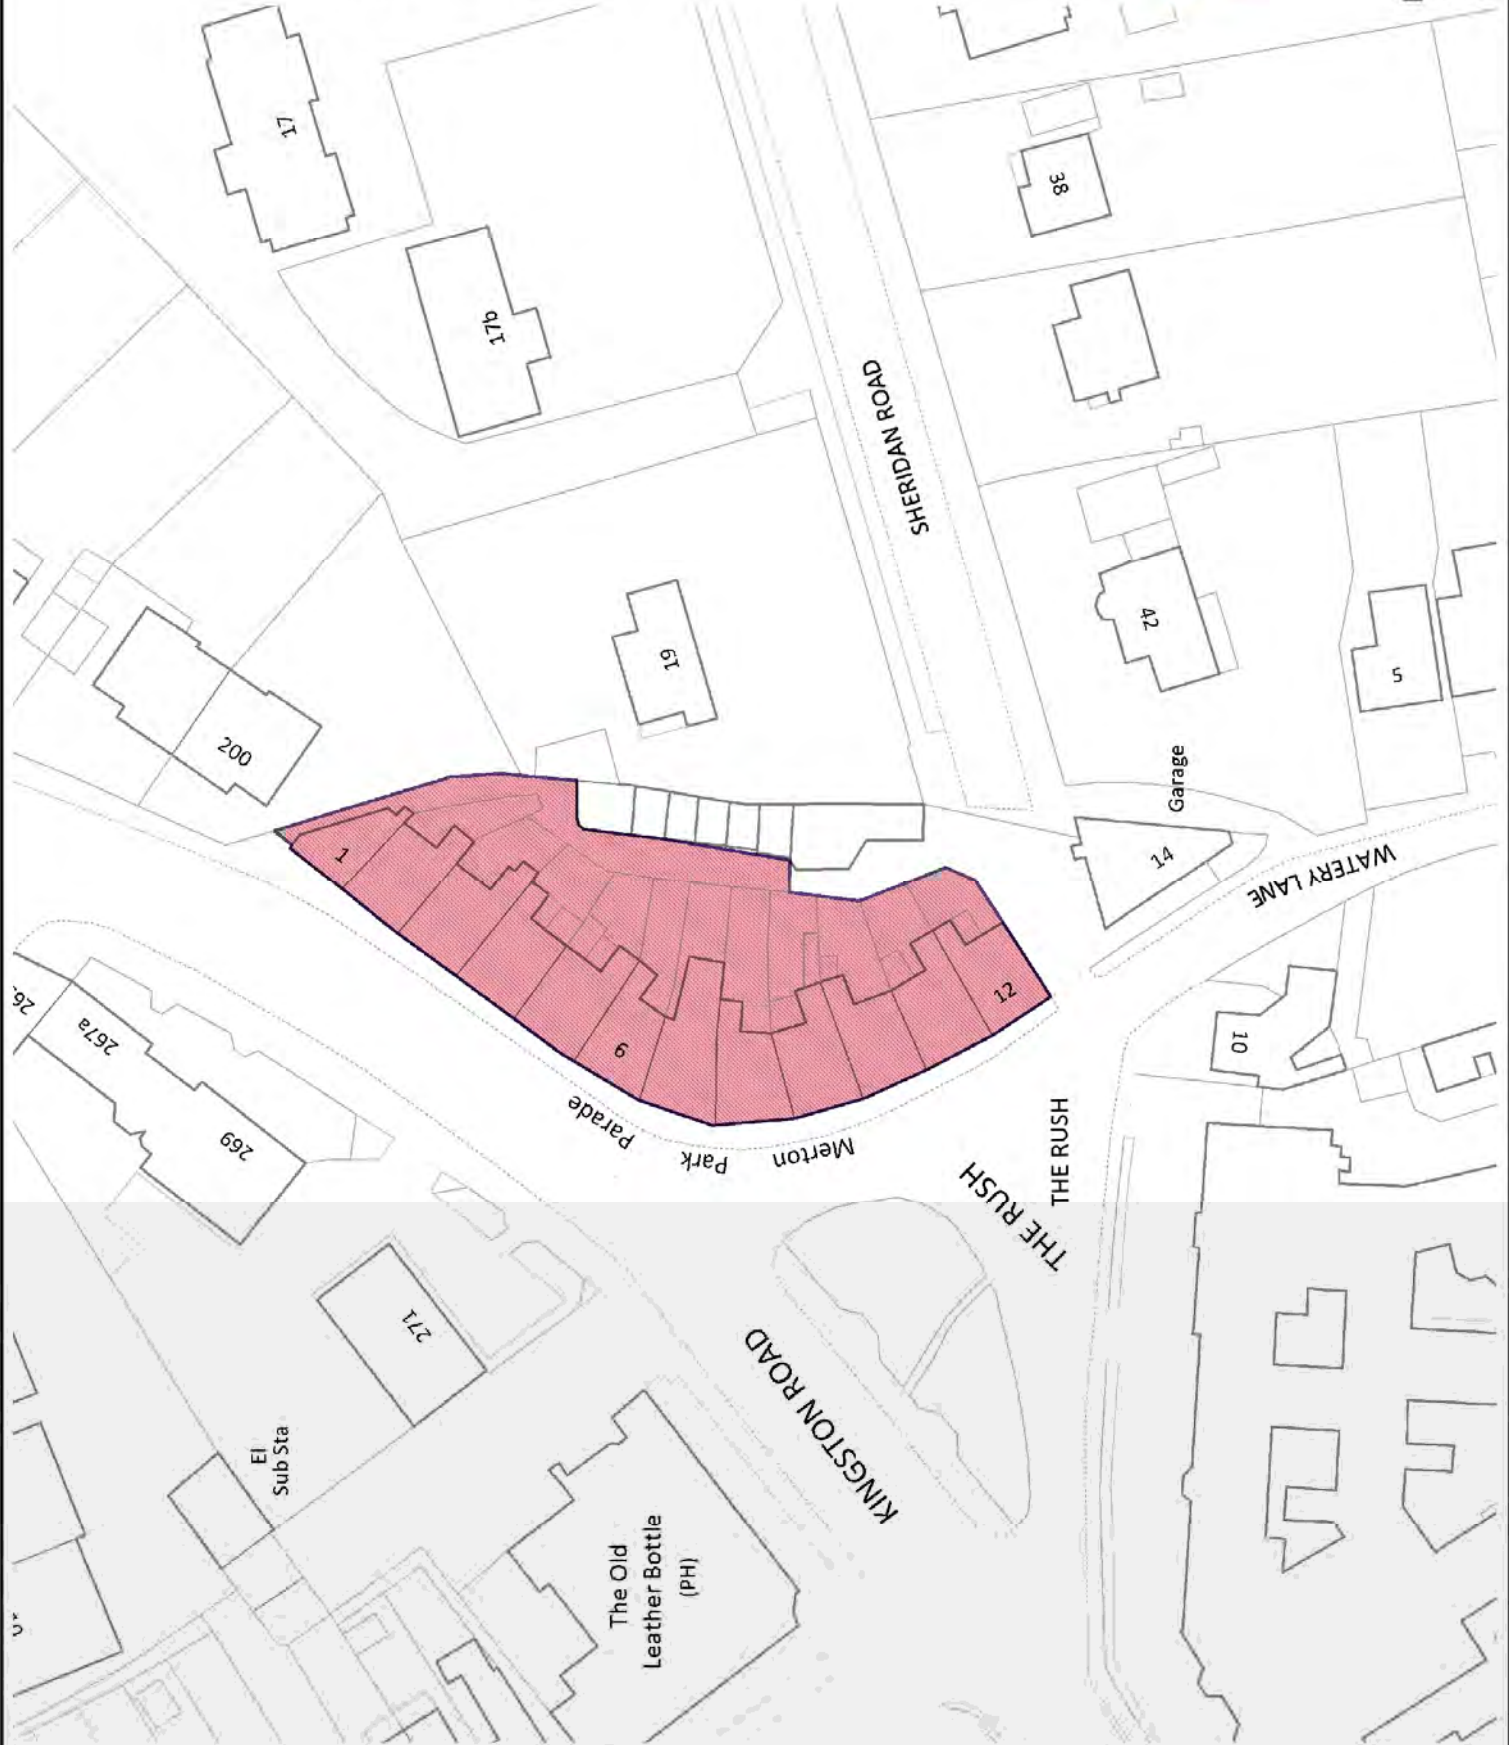 17
38
17b
SHERIDAN ROAD
19
42
5
200
Garage
1
14
WATERY LANE
12
267a
6
10
269
Merton Park Parade
THE RUSH
THE RUSH
271
KINGSTON ROAD
El
Sub Sta
The Old
Leather Bottle
(PH)